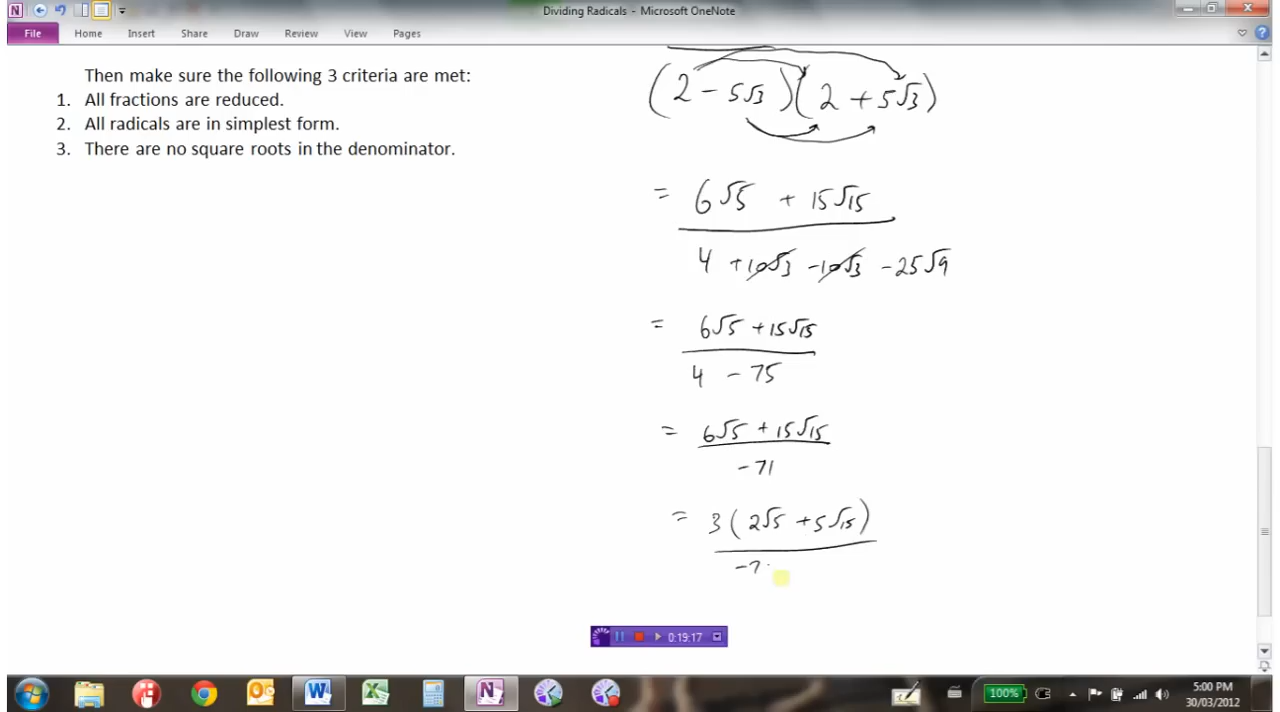 Dividing Radicals - Microsoft OneNote
File Home Insert Share Draw Review View Pages
Then make sure the following 3 criteria are met:
1. All fractions are reduced.
2. All radicals are in simplest form.
3. There are no square roots in the denominator.
(2 - 5√3)(2 + 5√3)
= 6√5 + 15√15
4 + 10√3 - 10√3 - 25√9
= 6√5 + 15√15
4 - 75
= 6√5 + 15√15
-71
= 3(2√5 + 5√15)
-7
0:19:17
100%
5:00 PM
30/03/2012